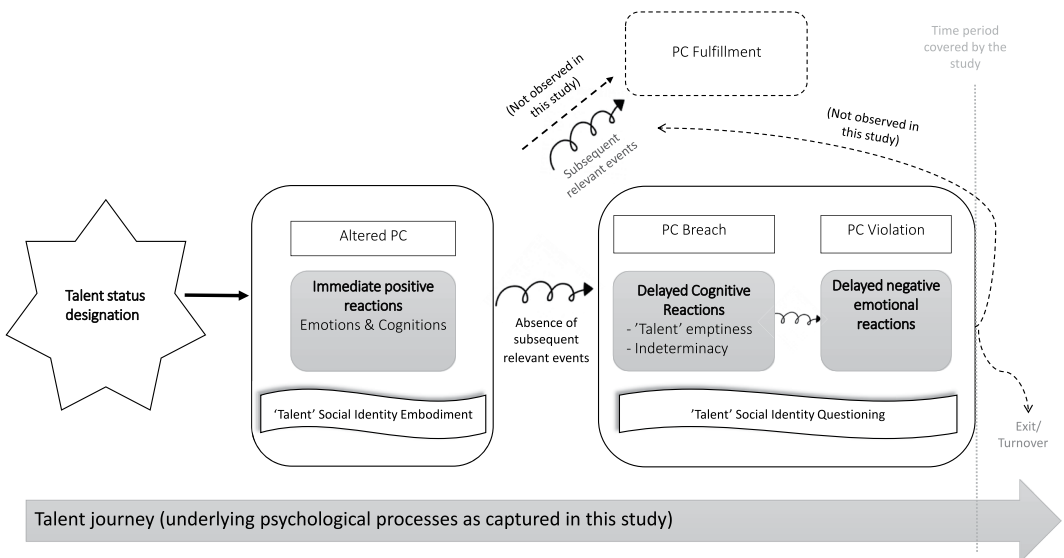 Time period
covered by the
study
PC Fulfillment
(Not observed in
this study)
Subsequent
relevant events
(Not observed in
this study)
Talent status
designation
Altered PC
Immediate positive
reactions
Emotions & Cognitions
'Talent' Social Identity Embodiment
Absence of
subsequent
relevant events
PC Breach
PC Violation
Delayed Cognitive
Reactions
- 'Talent' emptiness
- Indeterminacy
Delayed negative
emotional
reactions
'Talent' Social Identity Questioning
Exit/
Turnover
Talent journey (underlying psychological processes as captured in this study)